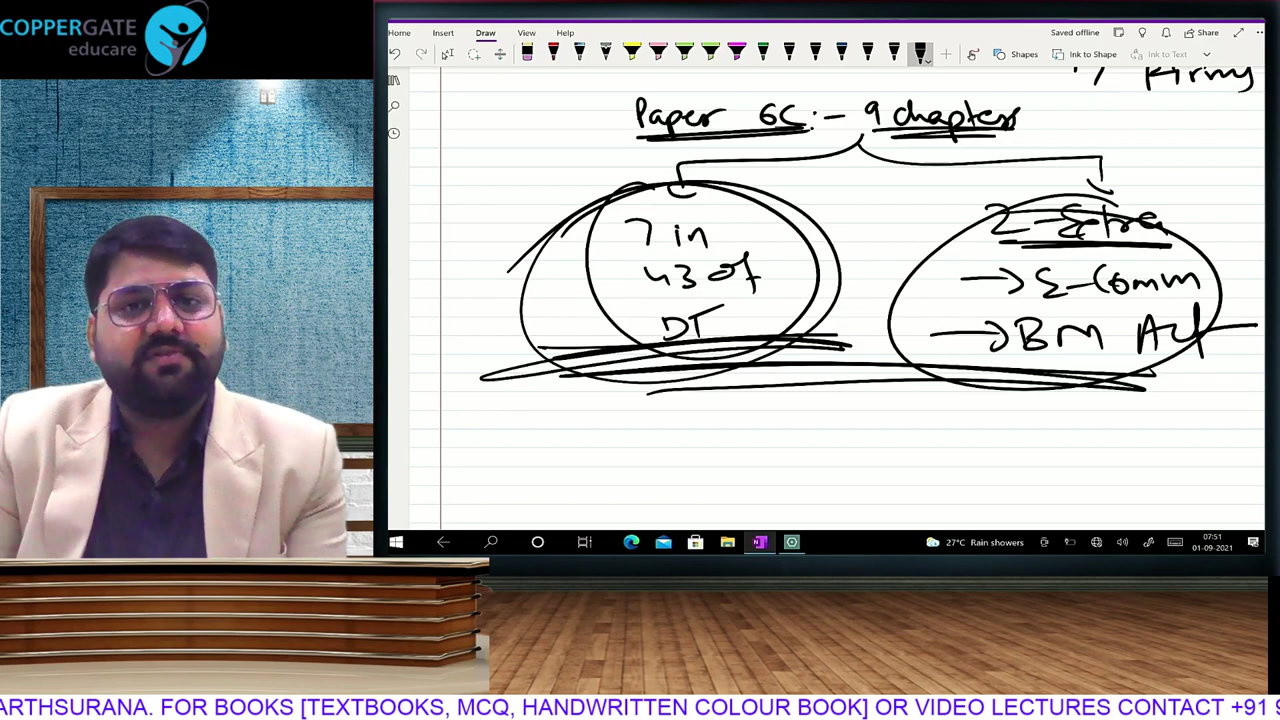 COPPERGATE
educare
Home Insert Draw View Help
Saved offline
Share
Shapes
Ink to Shape
Ink to Text
Paper 6C :- 9 chapters
7 in
43 of
DT
2 - Extra
→ E-Comm
→ BM Act
27°C Rain showers
07:51
01-09-2021
ARTHSURANA. FOR BOOKS [TEXTBOOKS, MCQ, HANDWRITTEN COLOUR BOOK] OR VIDEO LECTURES CONTACT +91 9